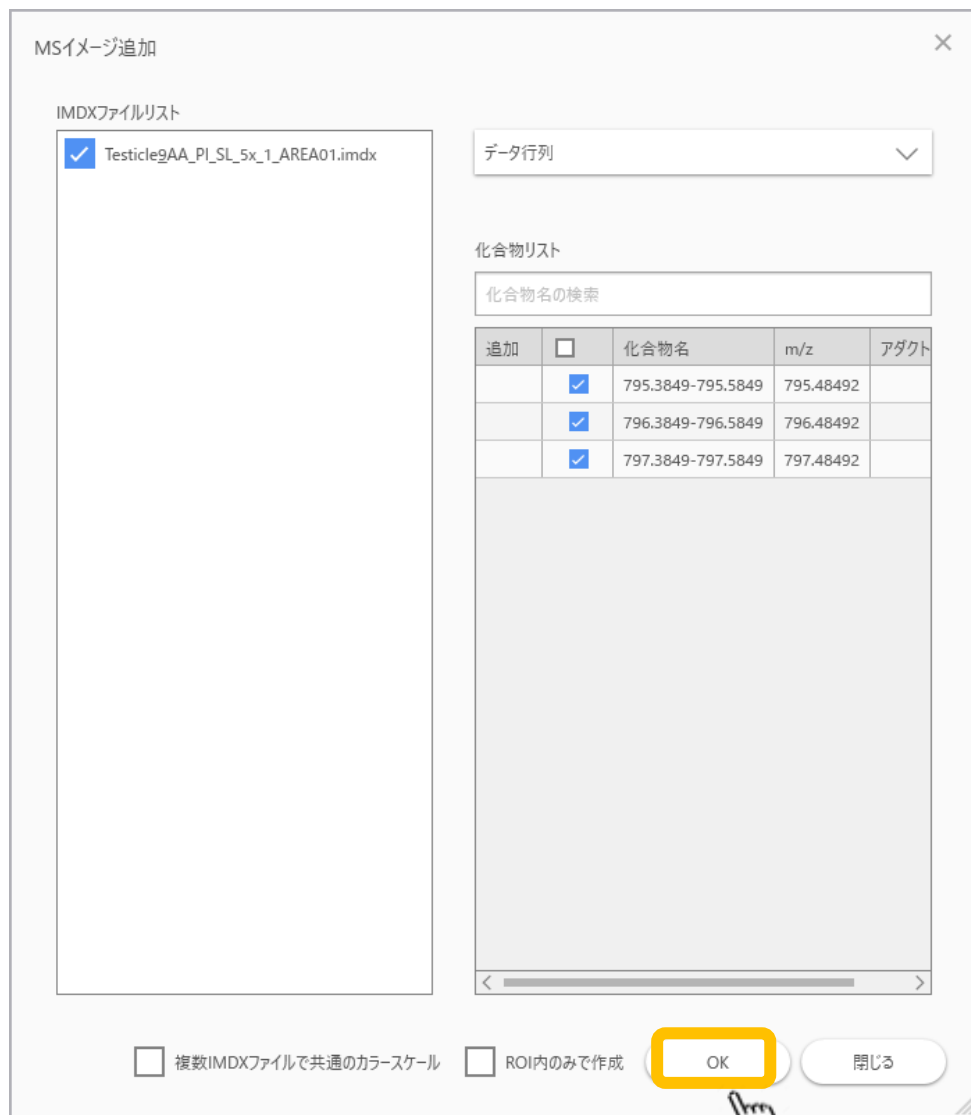 MSイメージ追加
IMDXファイルリスト
Testicle9AA_PI_SL_5x_1_AREA01.imdx
データ行列
化合物リスト
化合物名の検索
追加 化合物名 m/z アダクト
795.3849-795.5849 795.48492
796.3849-796.5849 796.48492
797.3849-797.5849 797.48492
複数IMDXファイルで共通のカラースケール ROI内のみで作成 OK 閉じる